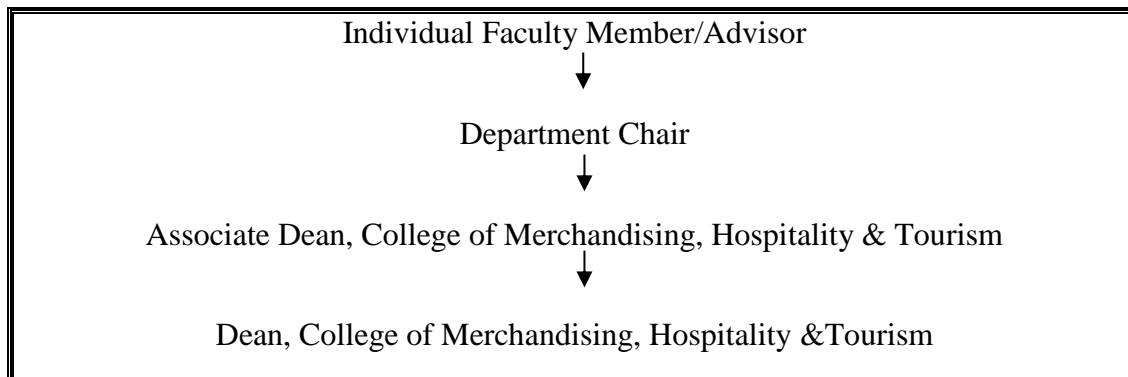 Individual Faculty Member/Advisor
Department Chair
Associate Dean, College of Merchandising, Hospitality & Tourism
Dean, College of Merchandising, Hospitality &Tourism